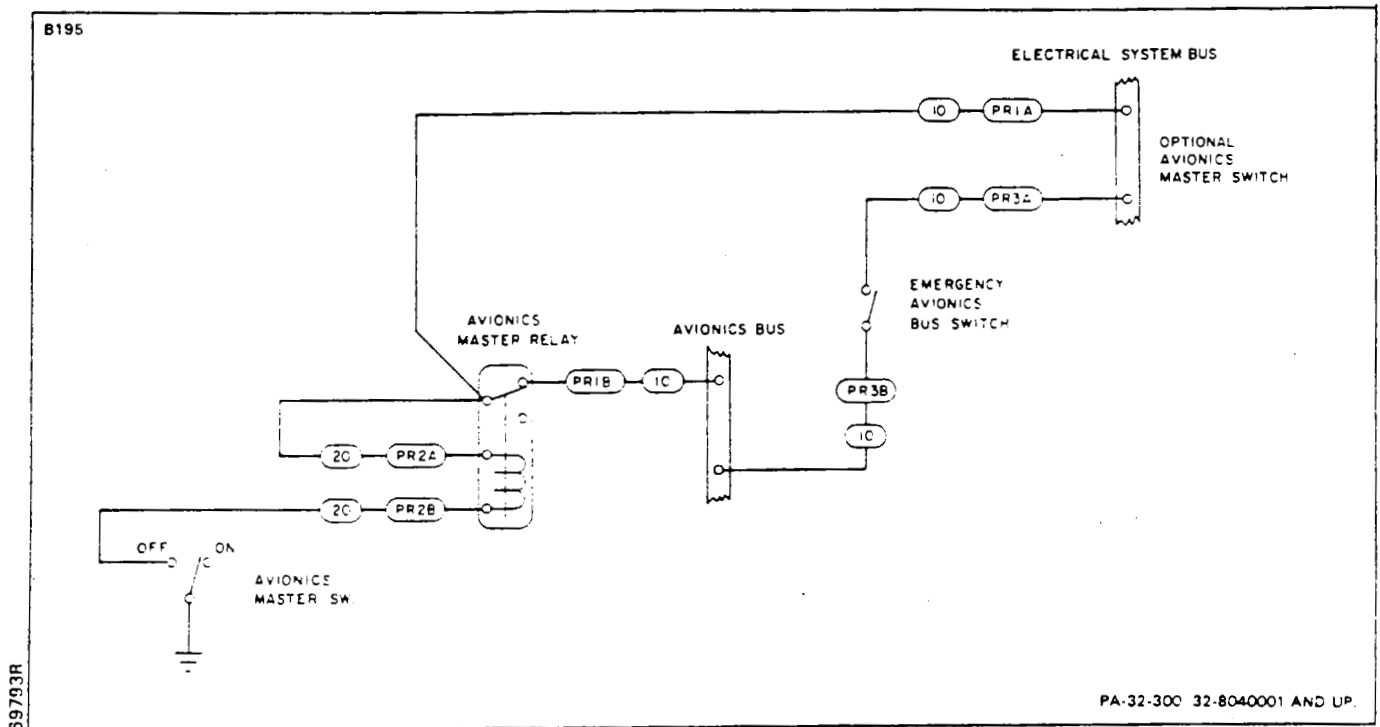 B195
ELECTRICAL SYSTEM BUS
10 PR1A
OPTIONAL
AVIONICS
MASTER SWITCH
10 PR3A
EMERGENCY
AVIONICS
BUS SWITCH
AVIONICS
MASTER RELAY
AVIONICS BUS
PR1B 10
PR3B
10
20 PR2A
20 PR2B
OFF ON
AVIONICS
MASTER SW.
PA-32-300 32-8040001 AND UP.